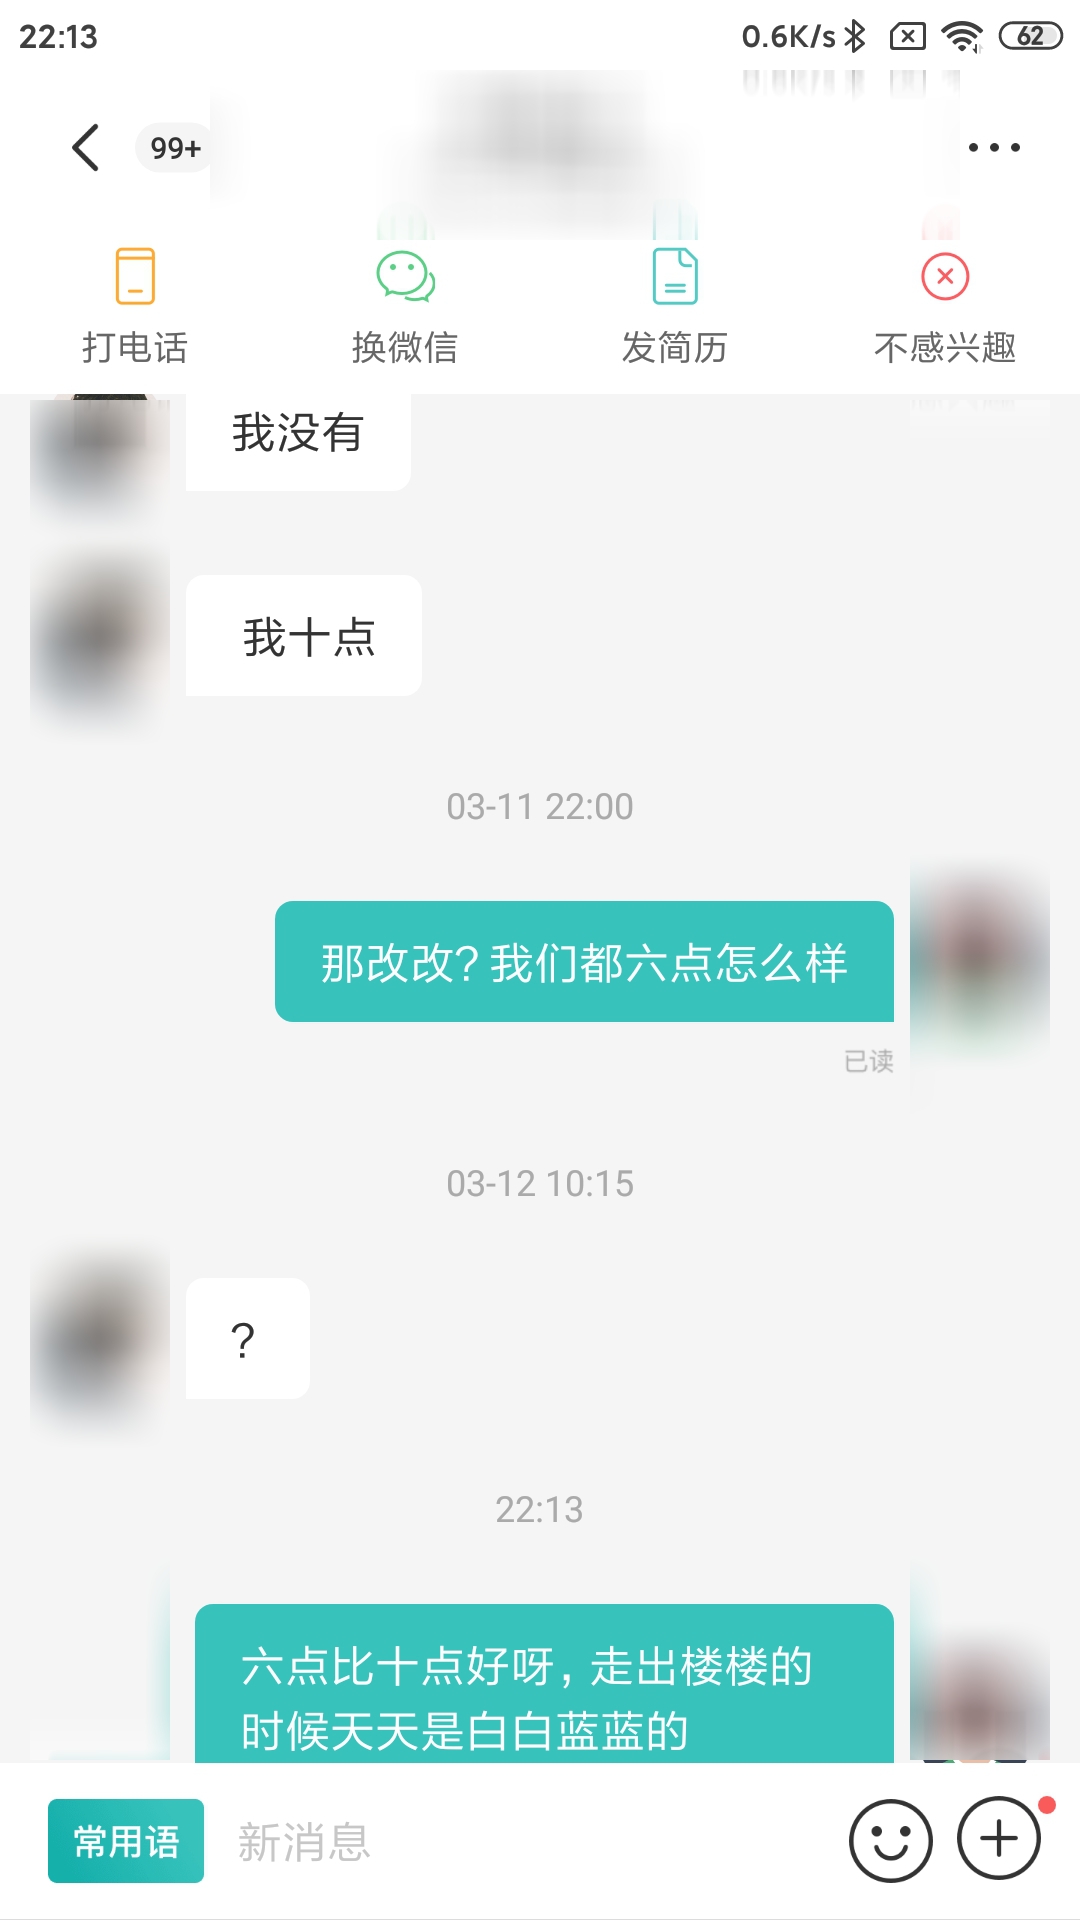 22:13
0.6K/s
62
99+
打电话
换微信
发简历
不感兴趣
我没有
我十点
03-11 22:00
那改改?我们都六点怎么样
已读
03-12 10:15
?
22:13
六点比十点好呀,走出楼楼的
时候天天是白白蓝蓝的
常用语
新消息